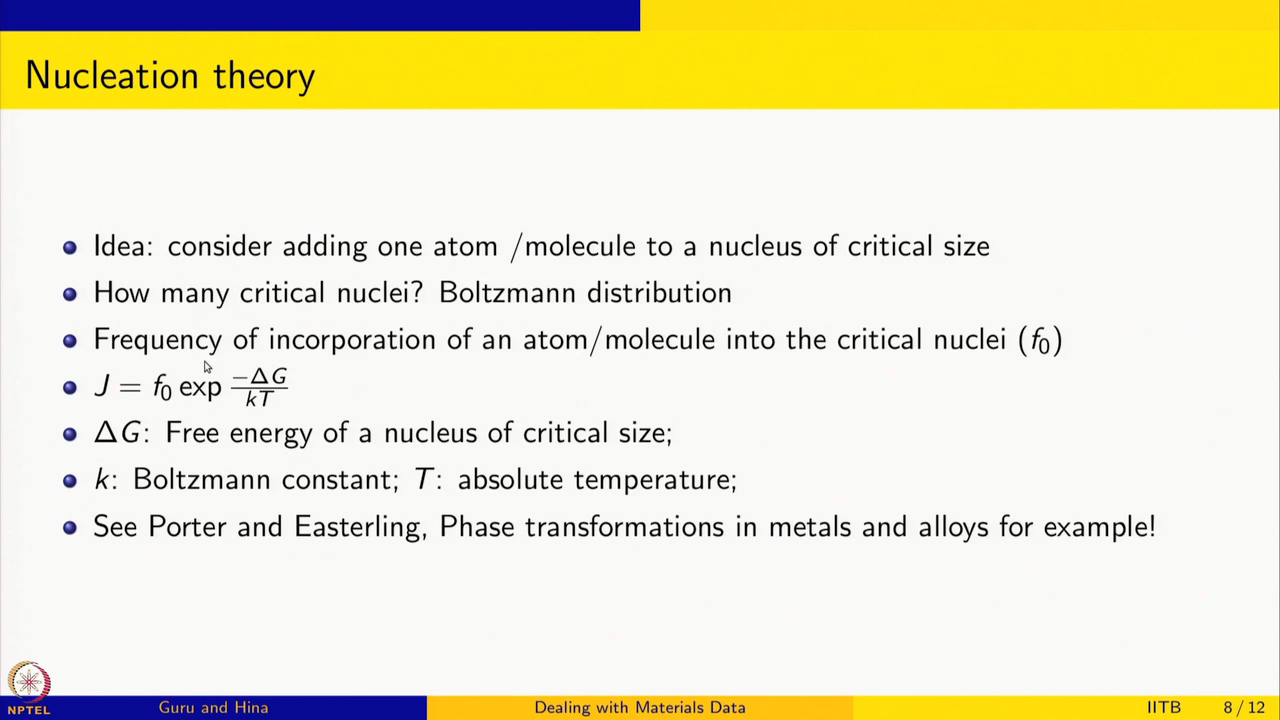 Nucleation theory
Idea: consider adding one atom /molecule to a nucleus of critical size
How many critical nuclei? Boltzmann distribution
Frequency of incorporation of an atom/molecule into the critical nuclei (f₀)
J = f₀ exp −ΔG/kT
ΔG: Free energy of a nucleus of critical size;
k: Boltzmann constant; T: absolute temperature;
See Porter and Easterling, Phase transformations in metals and alloys for example!
NPTEL
Guru and Hina Dealing with Materials Data IITB 8 / 12